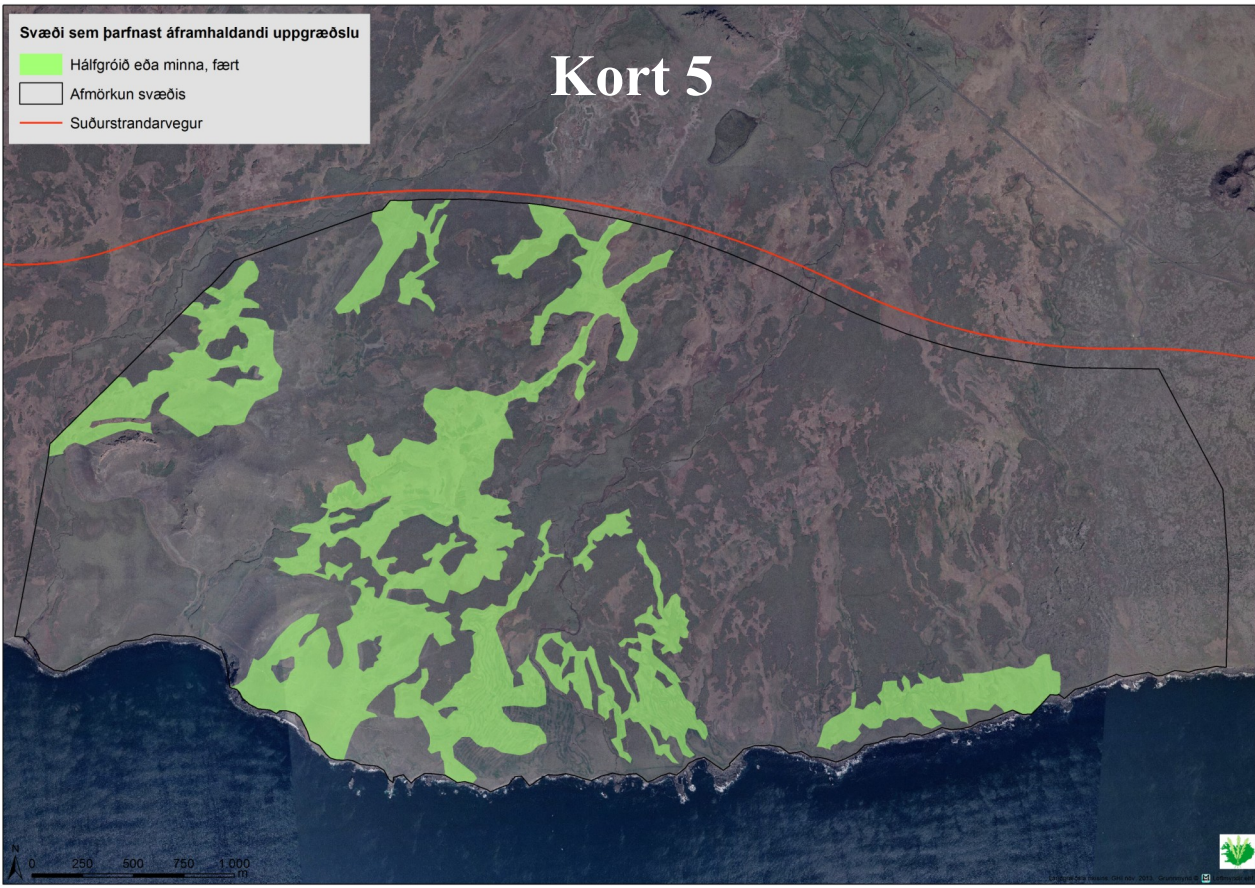 Svæði sem þarfnast áframhaldandi uppgræðslu
Hálfgróið eða minna, fært
Afmörkun svæðis
Suðurstrandarvegur
Kort 5
N
0 250 500 750 1.000
m